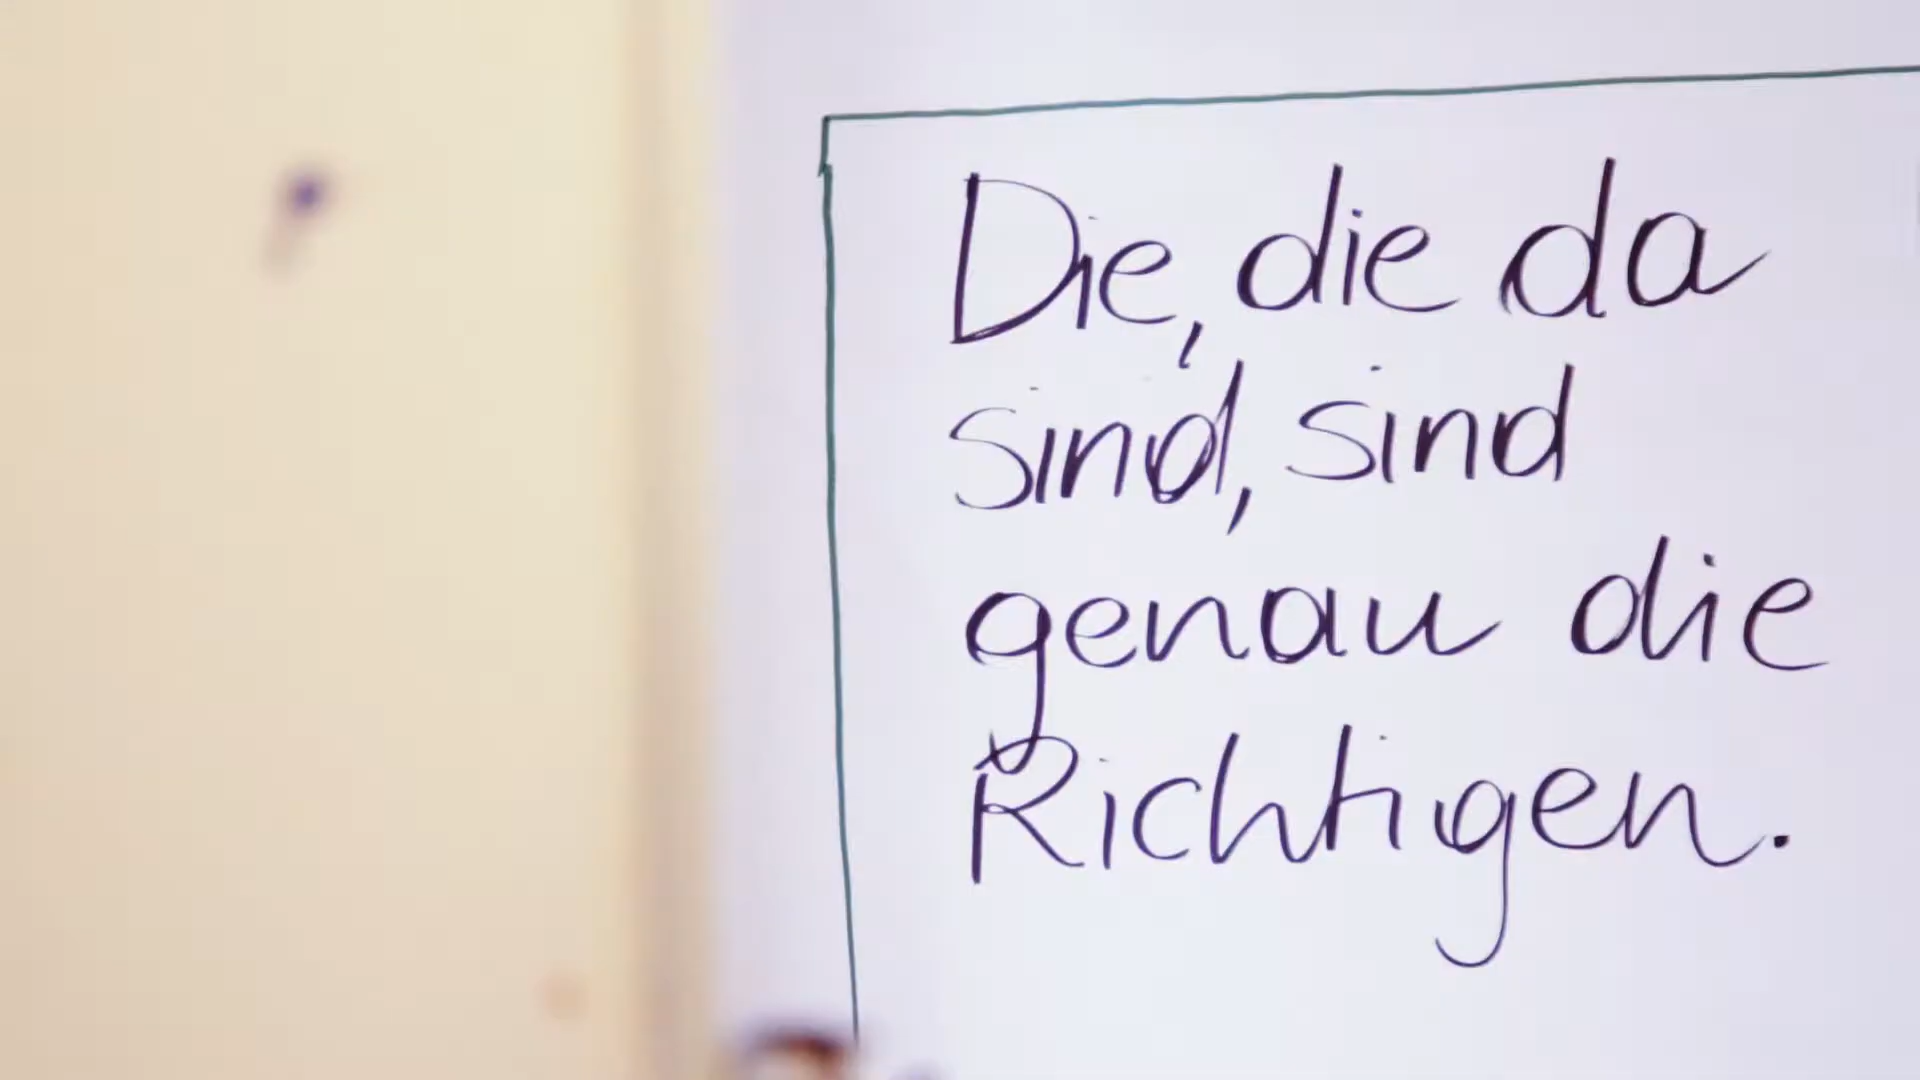 Die, die da
sind, sind
genau die
Richtigen.